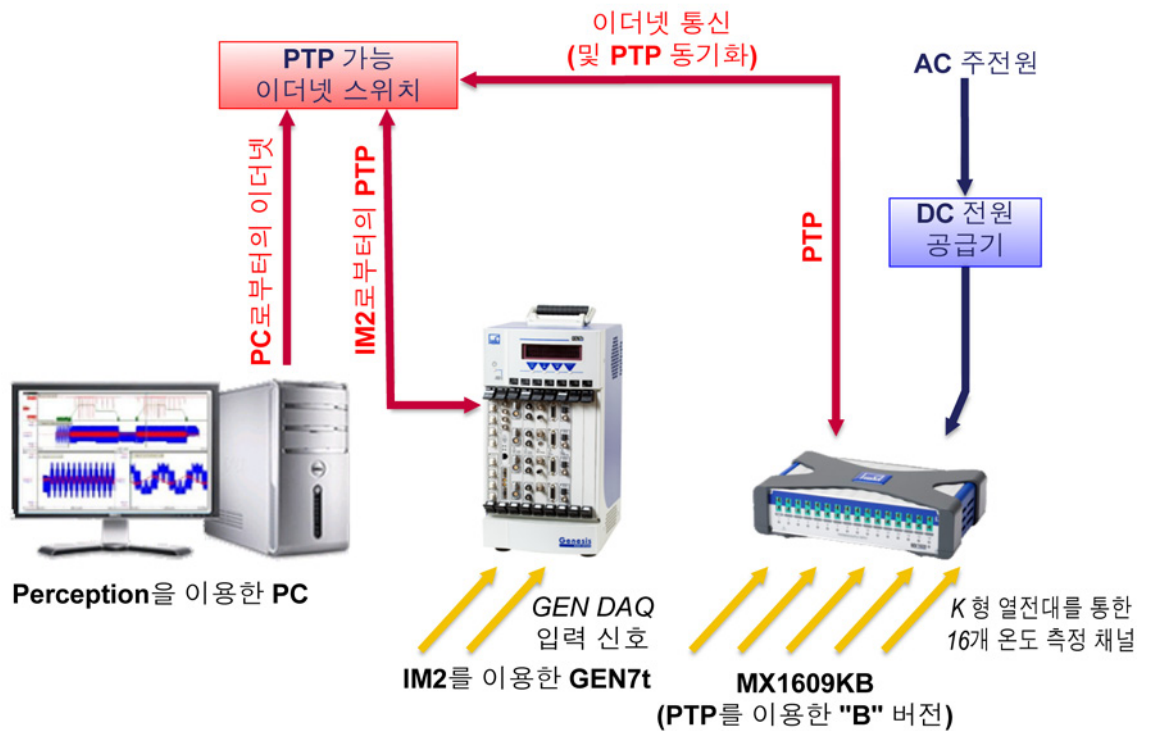 이더넷 통신
(및 PTP 동기화)
PTP 가능
이더넷 스위치
AC 주전원
PC로부터의 이더넷
IM2로부터의 PTP
PTP
DC 전원
공급기
Genesis
Perception을 이용한 PC
GEN DAQ
입력 신호
IM2를 이용한 GEN7t
K 형 열전대를 통한
16개 온도 측정 채널
MX1609KB
(PTP를 이용한 "B" 버전)